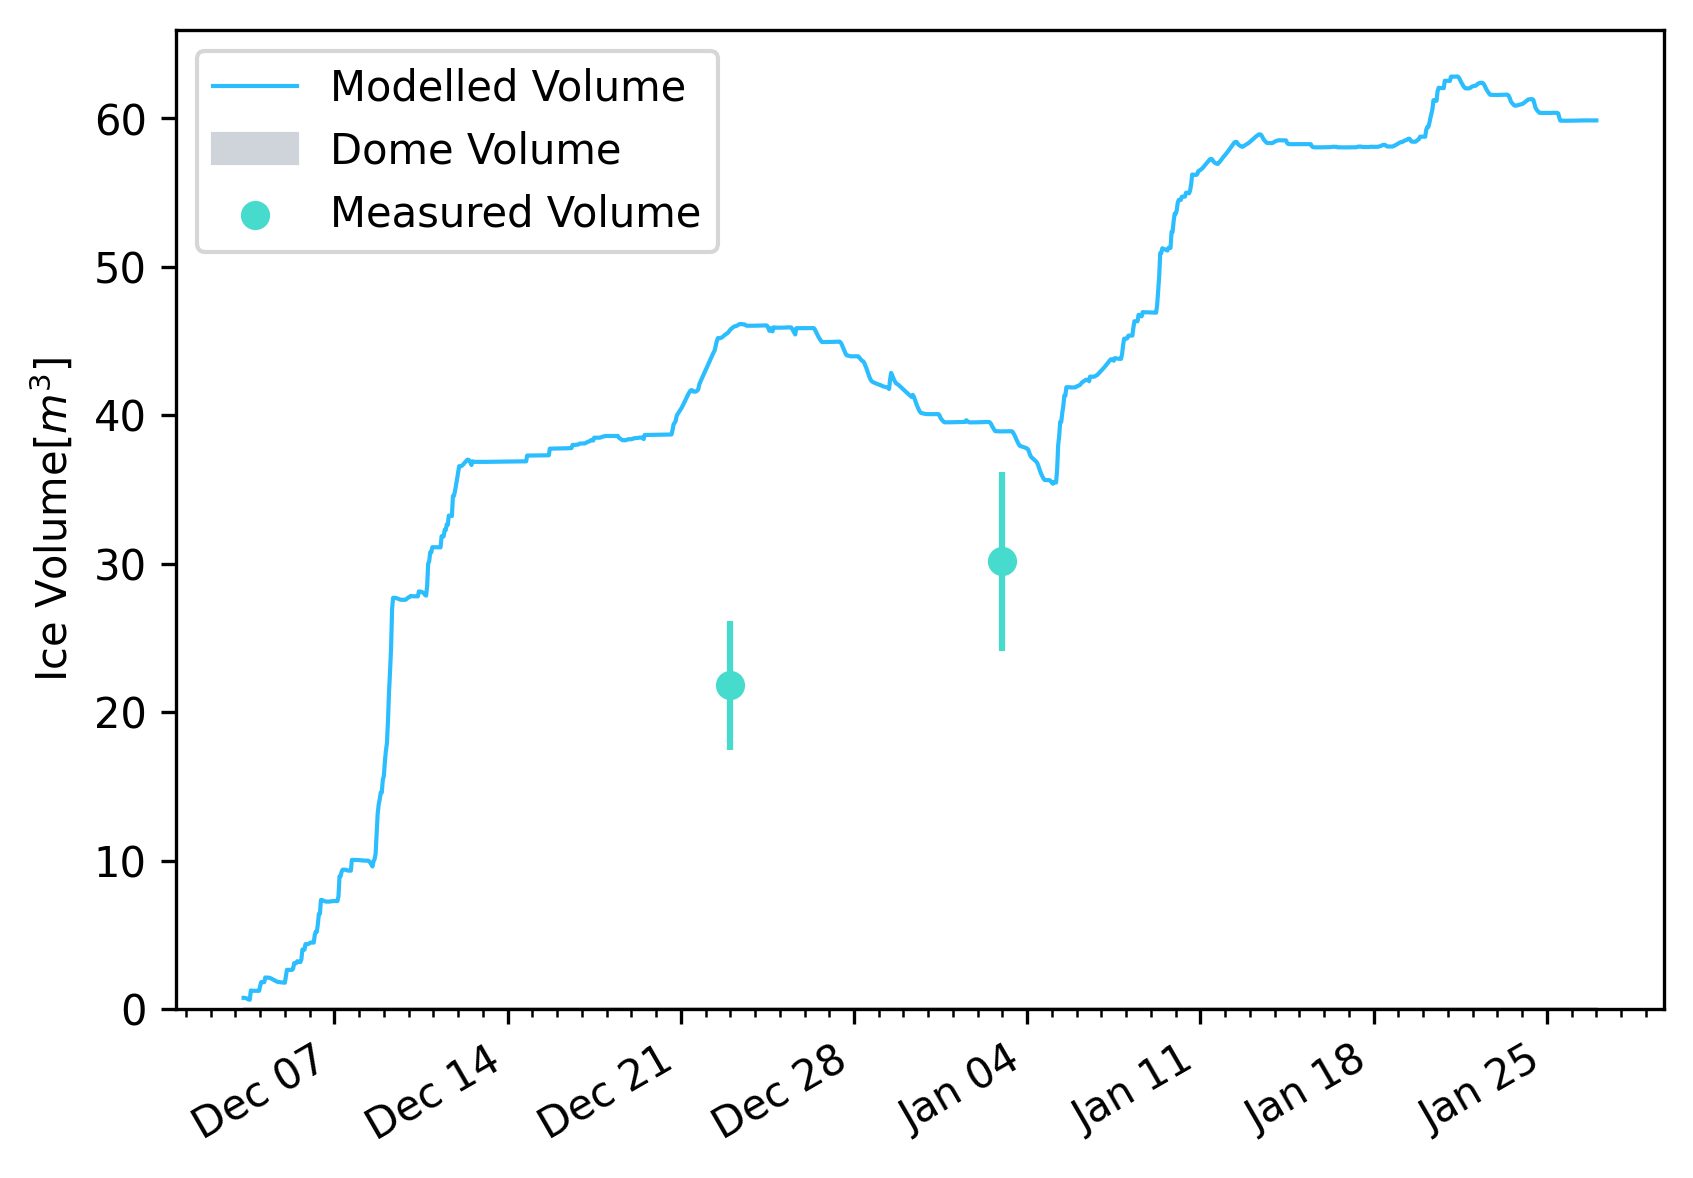 Modelled Volume
Dome Volume
Measured Volume
60
50
40
30
20
10
0
Ice Volume[m³]
Dec 07
Dec 14
Dec 21
Dec 28
Jan 04
Jan 11
Jan 18
Jan 25